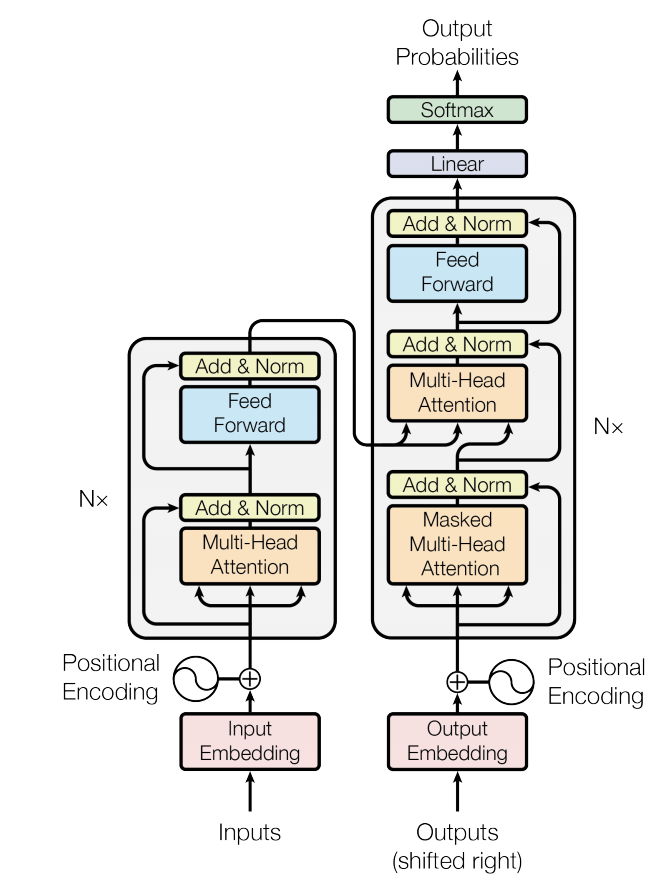 Output
Probabilities
Softmax
Linear
Add & Norm
Feed
Forward
Add & Norm
Multi-Head
Attention
Add & Norm
Masked
Multi-Head
Attention
N×
Add & Norm
Feed
Forward
Add & Norm
Multi-Head
Attention
N×
Positional
Encoding
Input
Embedding
Inputs
Positional
Encoding
Output
Embedding
Outputs
(shifted right)